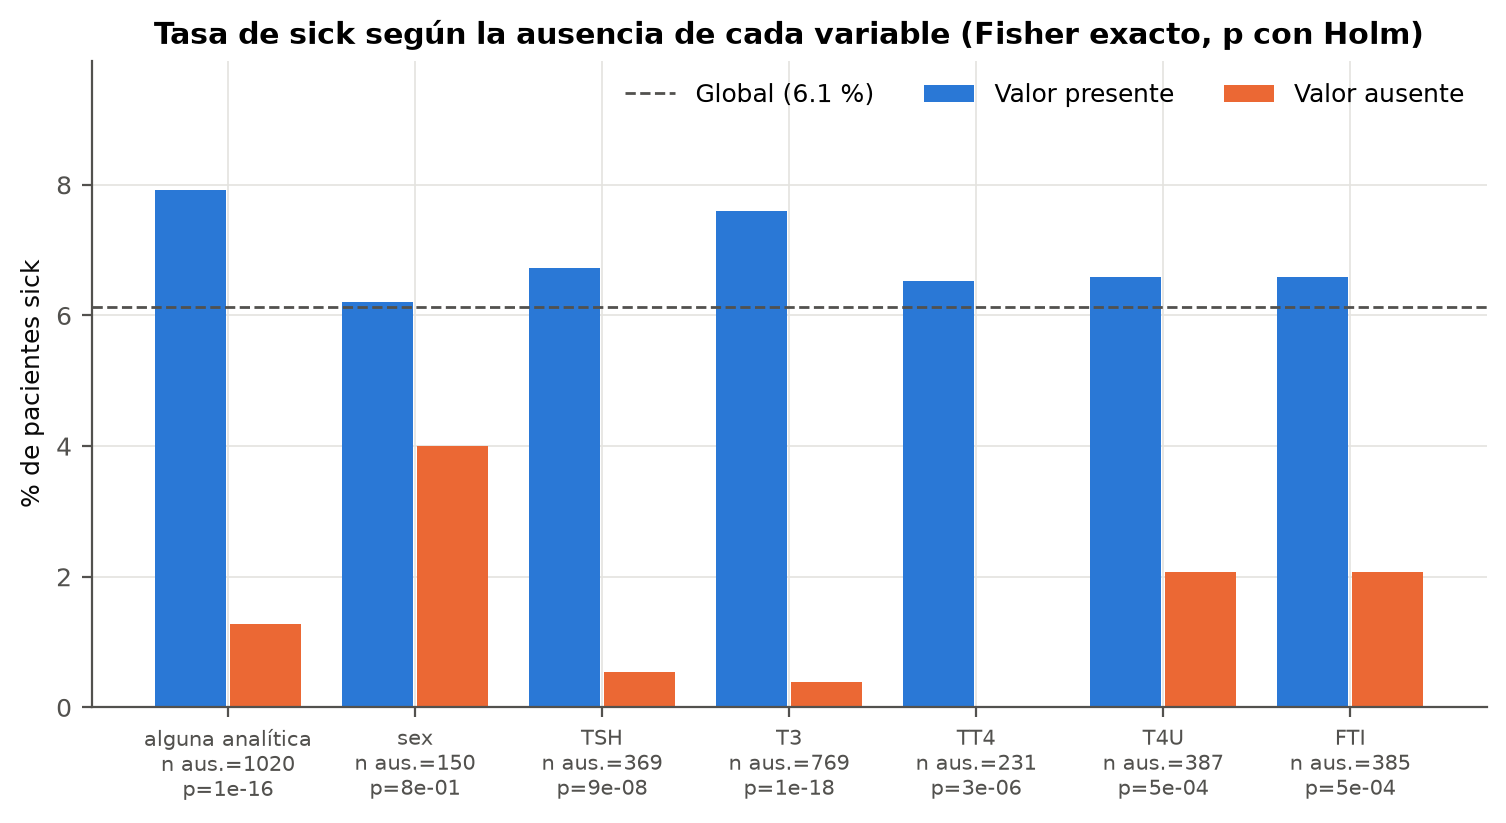 Tasa de sick según la ausencia de cada variable (Fisher exacto, p con Holm)
Global (6.1 %)
Valor presente
Valor ausente
% de pacientes sick
8
6
4
2
0
alguna analítica
n aus.=1020
p=1e-16
sex
n aus.=150
p=8e-01
TSH
n aus.=369
p=9e-08
T3
n aus.=769
p=1e-18
TT4
n aus.=231
p=3e-06
T4U
n aus.=387
p=5e-04
FTI
n aus.=385
p=5e-04